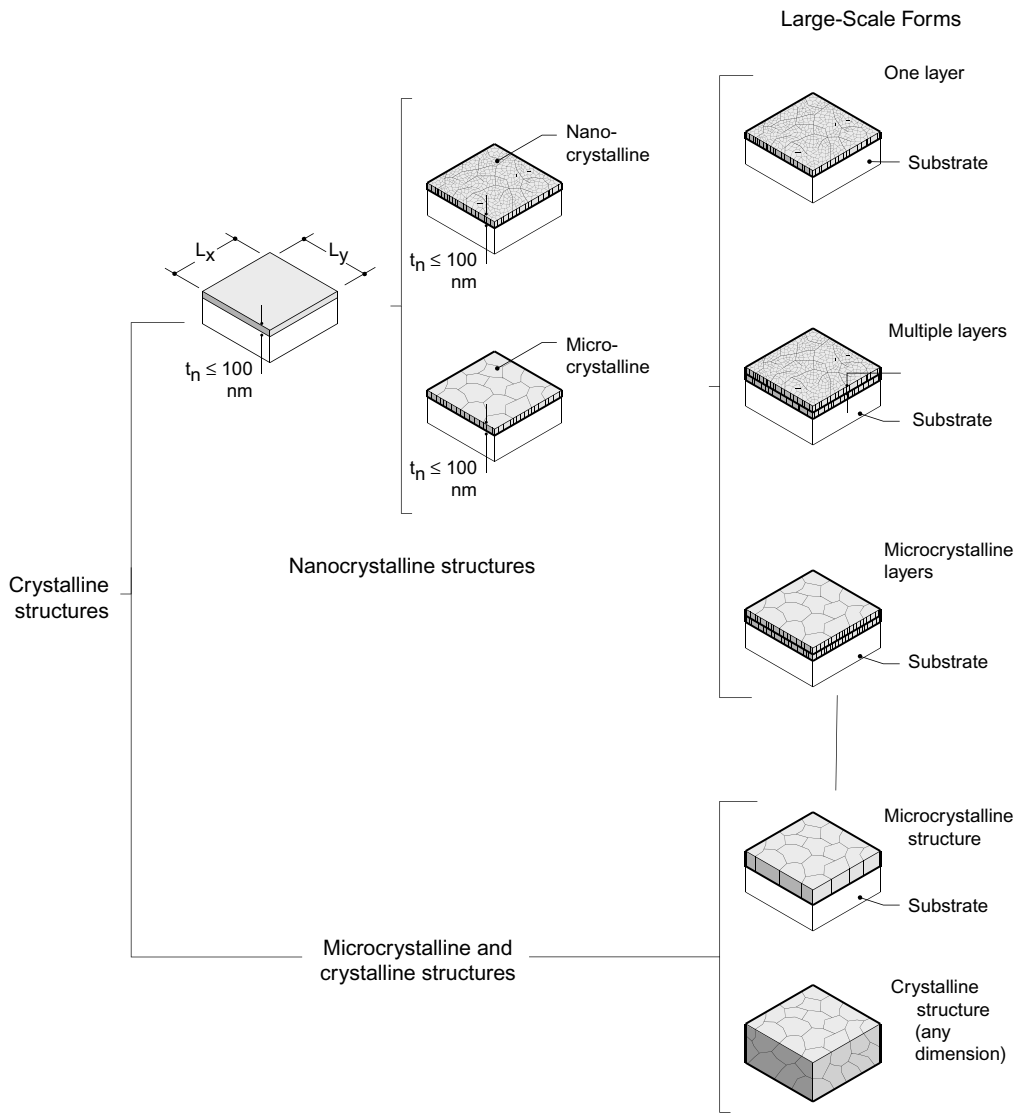 Large-Scale Forms
One layer
Substrate
Nano-
crystalline
tn ≤ 100
nm
Lx
Ly
tn ≤ 100
nm
Micro-
crystalline
tn ≤ 100
nm
Multiple layers
Substrate
Nanocrystalline structures
Microcrystalline
layers
Substrate
Crystalline
structures
Microcrystalline
structure
Substrate
Microcrystalline and
crystalline structures
Crystalline
structure
(any
dimension)